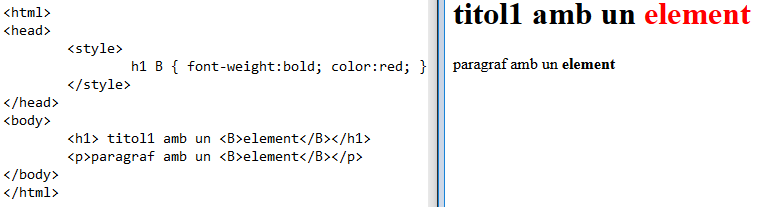 <html>
<head>
<style>
h1 B { font-weight:bold; color:red; }
</style>
</head>
<body>
<h1> titol1 amb un <B>element</B></h1>
<p>paragraf amb un <B>element</B></p>
</body>
</html>
titol1 amb un element
paragraf amb un element